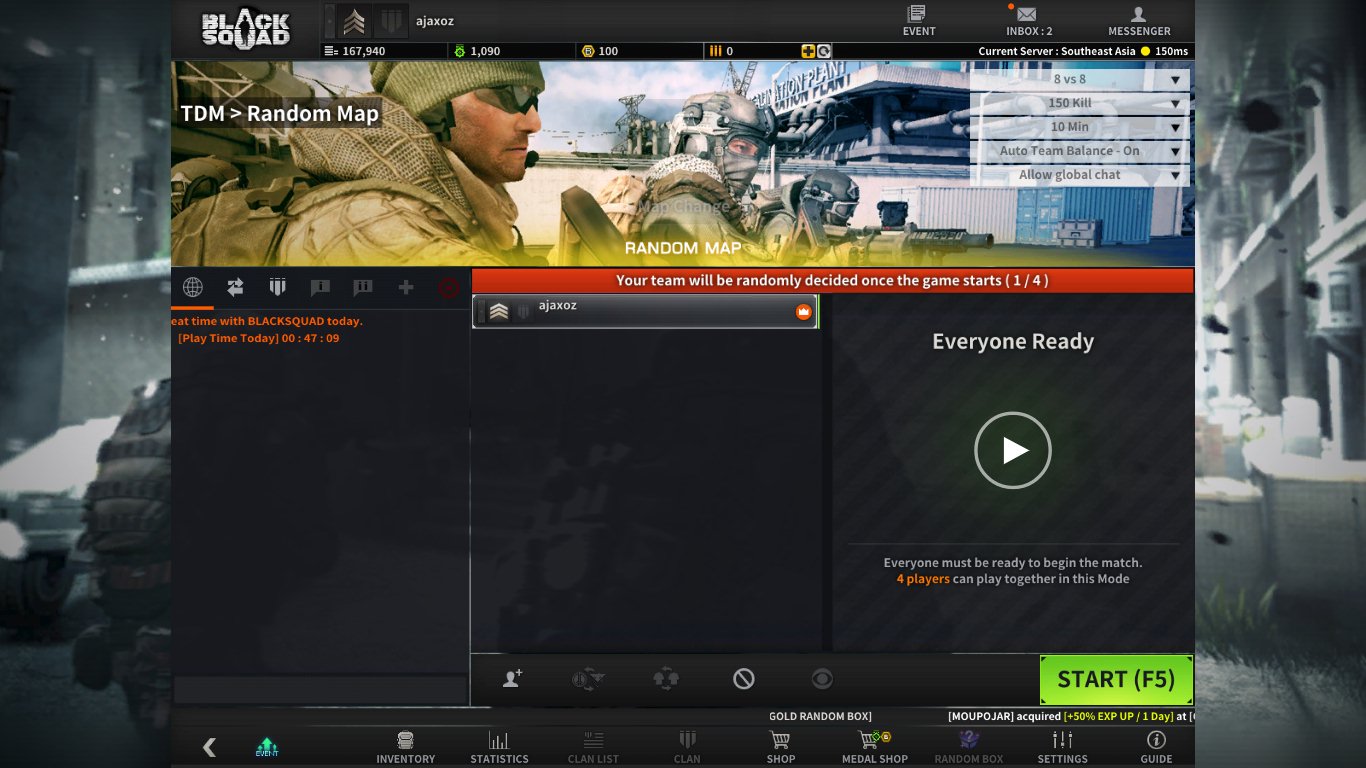 BLACK SQUAD
ajaxoz
EVENT
INBOX : 2
MESSENGER
167,940
1,090
100
0
Current Server : Southeast Asia 150ms
TDM > Random Map
8 vs 8
150 Kill
10 Min
Auto Team Balance - On
Allow global chat
Map Change
RANDOM MAP
Your team will be randomly decided once the game starts ( 1 / 4 )
eat time with BLACKSQUAD today.
[Play Time Today] 00 : 47 : 09
ajaxoz
Everyone Ready
Everyone must be ready to begin the match.
4 players can play together in this Mode
START (F5)
GOLD RANDOM BOX]
[MOUPOJAR] acquired [+50% EXP UP / 1 Day] at [
EVENT
INVENTORY
STATISTICS
CLAN LIST
CLAN
SHOP
MEDAL SHOP
RANDOM BOX
SETTINGS
GUIDE